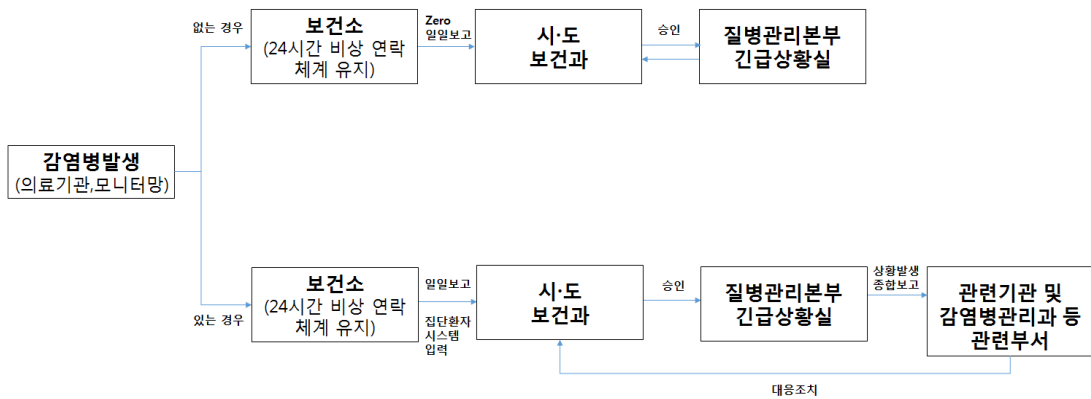 없는 경우
보건소
(24시간 비상 연락
체계 유지)
Zero
일일보고
시·도
보건과
승인
질병관리본부
긴급상황실
감염병발생
(의료기관,모니터망)
있는 경우
보건소
(24시간 비상 연락
체계 유지)
일일보고
집단환자
시스템
입력
시·도
보건과
승인
질병관리본부
긴급상황실
상황발생
종합보고
관련기관 및
감염병관리과 등
관련부서
대응조치